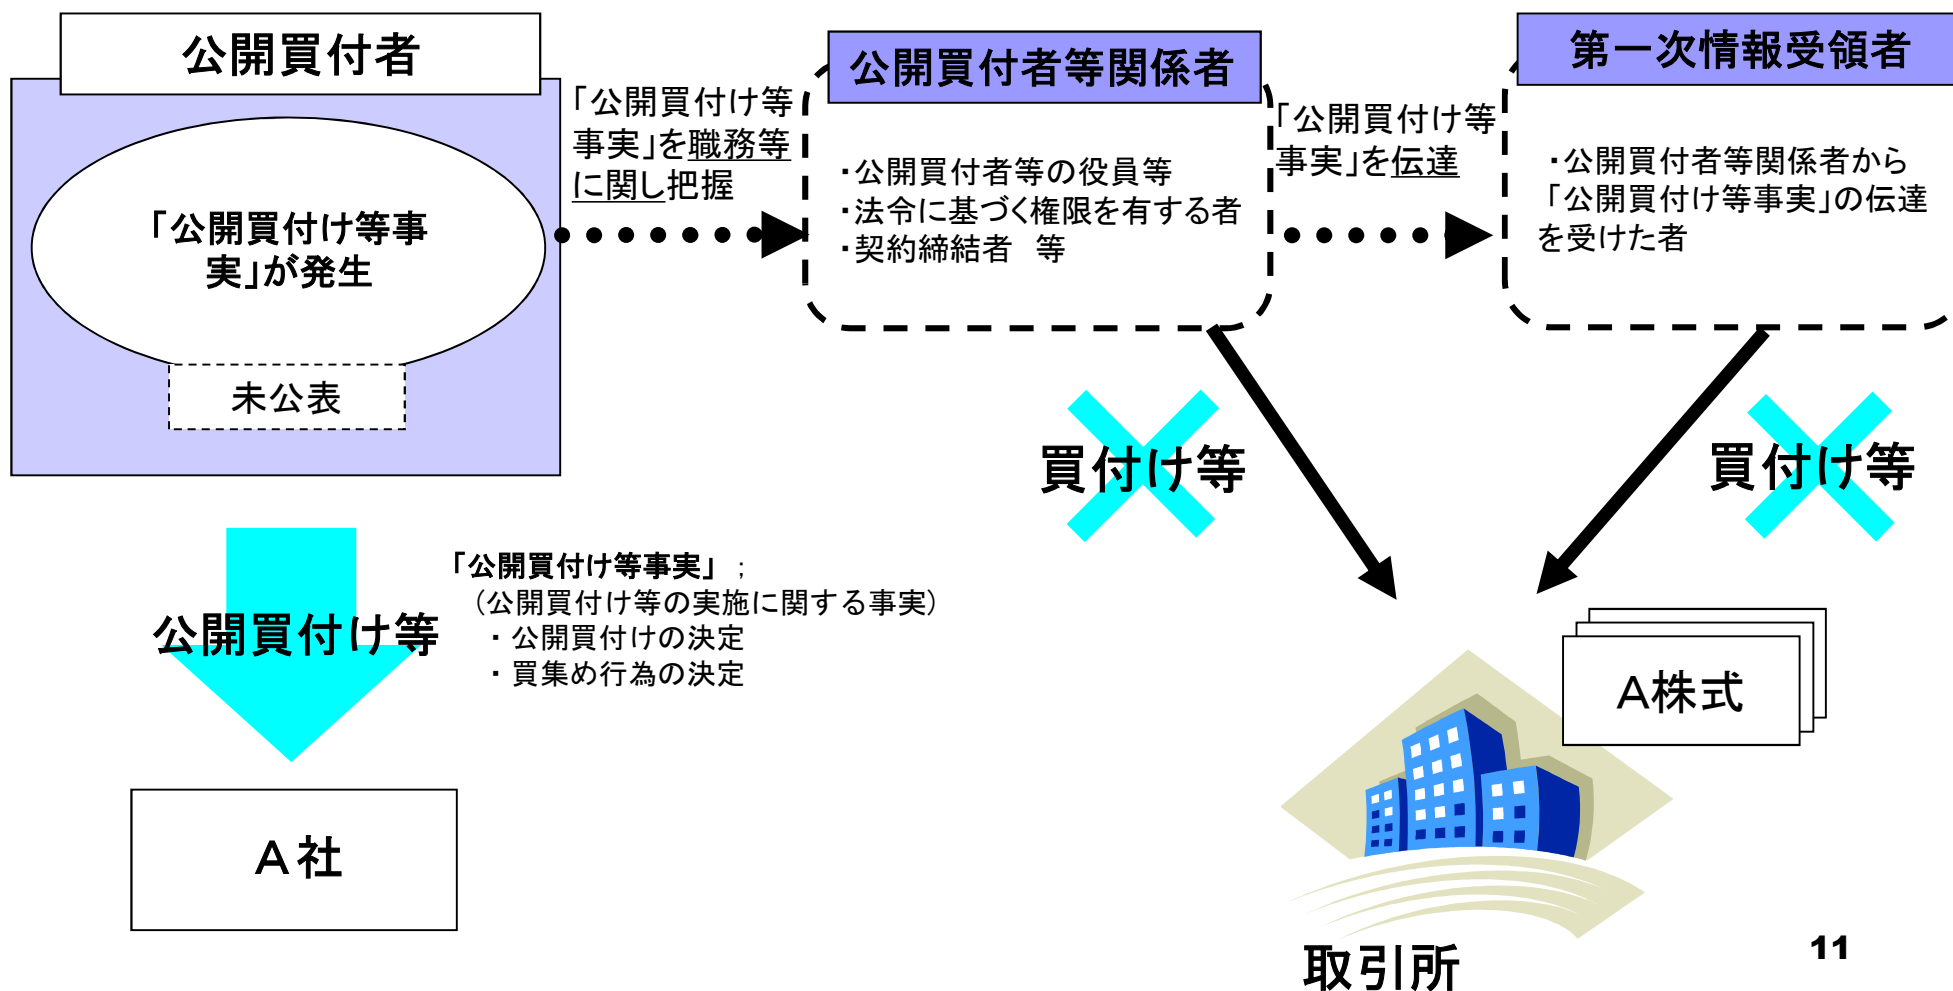 公開買付者
「公開買付け等事
実」が発生
未公表
「公開買付け等
事実」を職務等
に関し把握
公開買付者等関係者
・公開買付者等の役員等
・法令に基づく権限を有する者
・契約締結者　等
「公開買付け等
事実」を伝達
第一次情報受領者
・公開買付者等関係者から
「公開買付け等事実」の伝達
を受けた者
買付け等
買付け等
公開買付け等
「公開買付け等事実」；
（公開買付け等の実施に関する事実）
・公開買付けの決定
・買集め行為の決定
Ａ社
Ａ株式
取引所
11